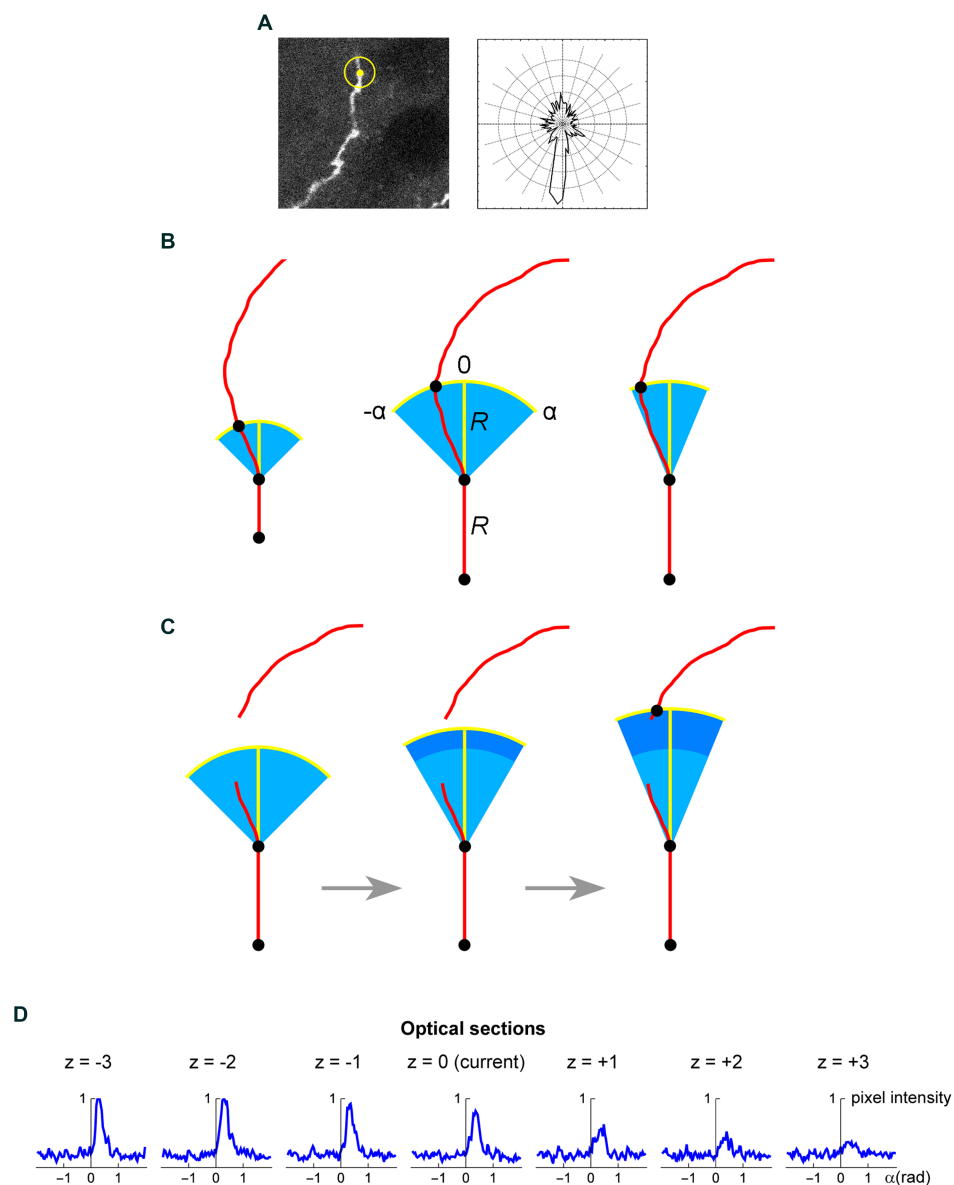 A
B
0
-α
α
R
R
C
D
Optical sections
z = -3
z = -2
z = -1
z = 0 (current)
z = +1
z = +2
z = +3
1
1
1
1
1
1
1
pixel intensity
−1 0 1
−1 0 1
−1 0 1
−1 0 1
−1 0 1
−1 0 1
−1 0 1
α(rad)